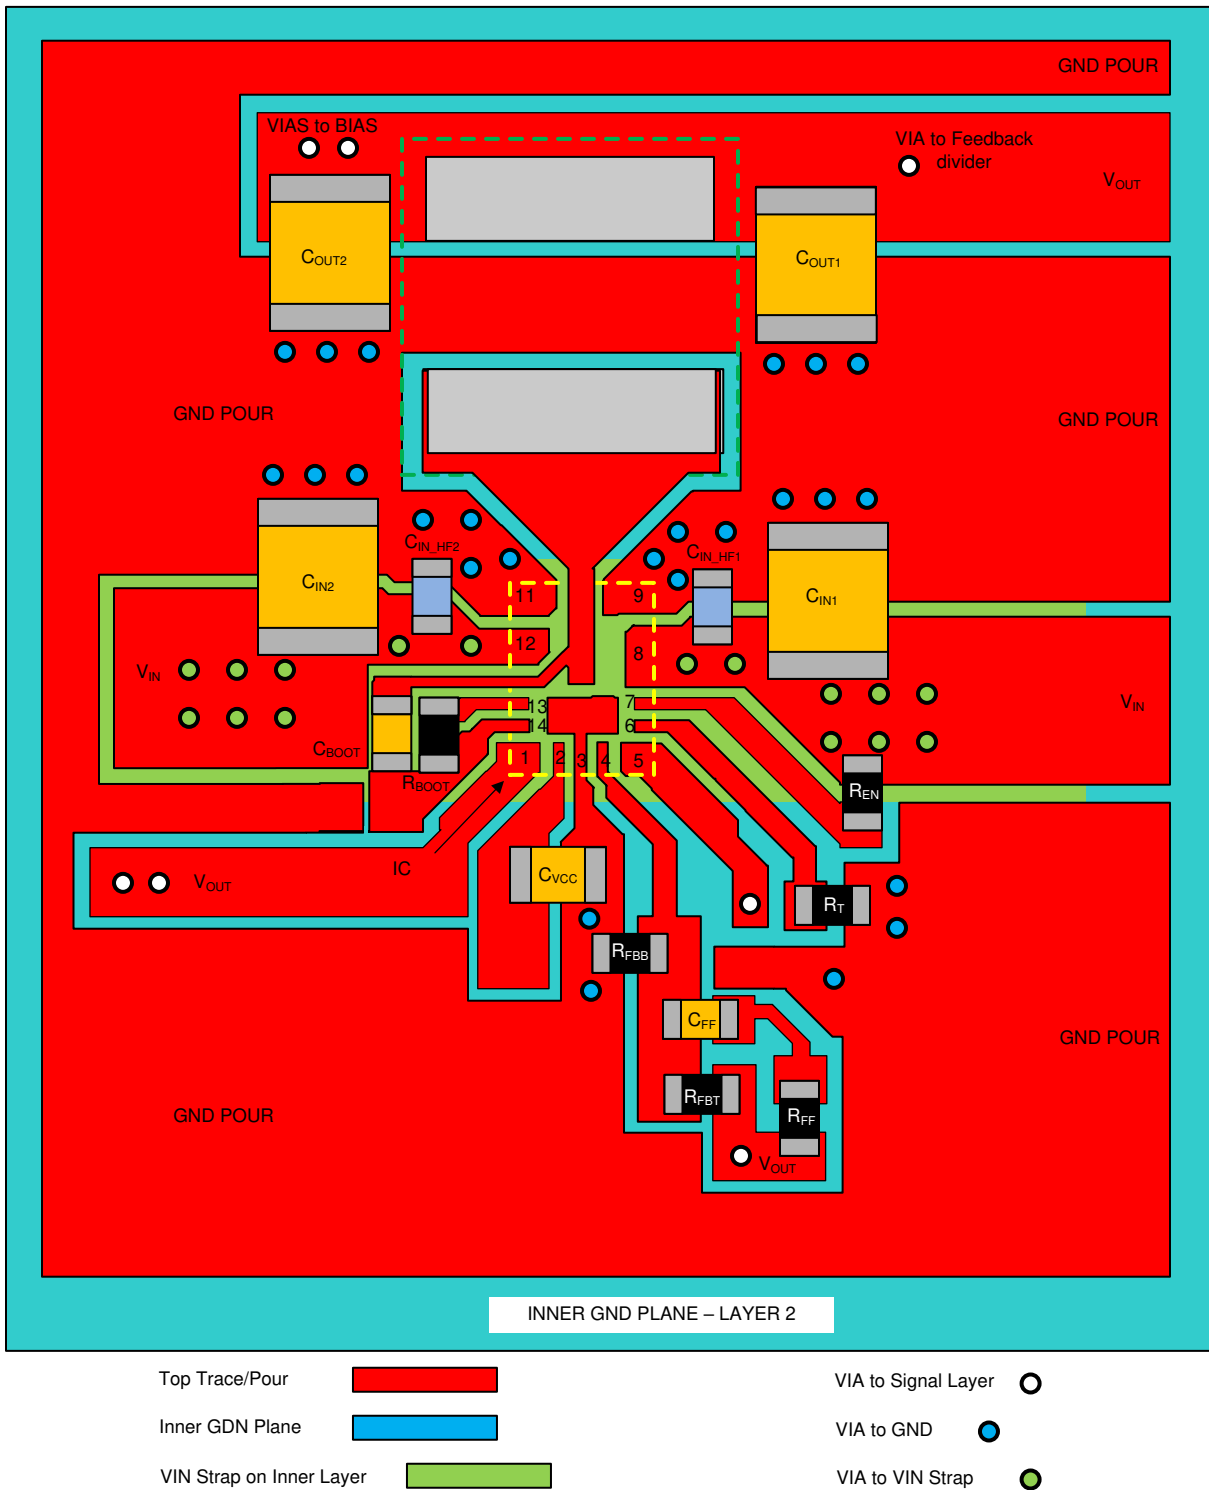 GND POUR
VIAS to BIAS
VIA to Feedback
divider
VOUT
COUT2
COUT1
GND POUR
GND POUR
CIN_HF2
CIN_HF1
CIN2
11
9
CIN1
12
8
VIN
VIN
13
7
14
6
CBOOT
RBOOT
1
2
3
4
5
REN
IC
CVCC
VOUT
RT
RFBB
CFF
GND POUR
RFBT
RFF
GND POUR
VOUT
INNER GND PLANE – LAYER 2
Top Trace/Pour
VIA to Signal Layer
Inner GDN Plane
VIA to GND
VIN Strap on Inner Layer
VIA to VIN Strap